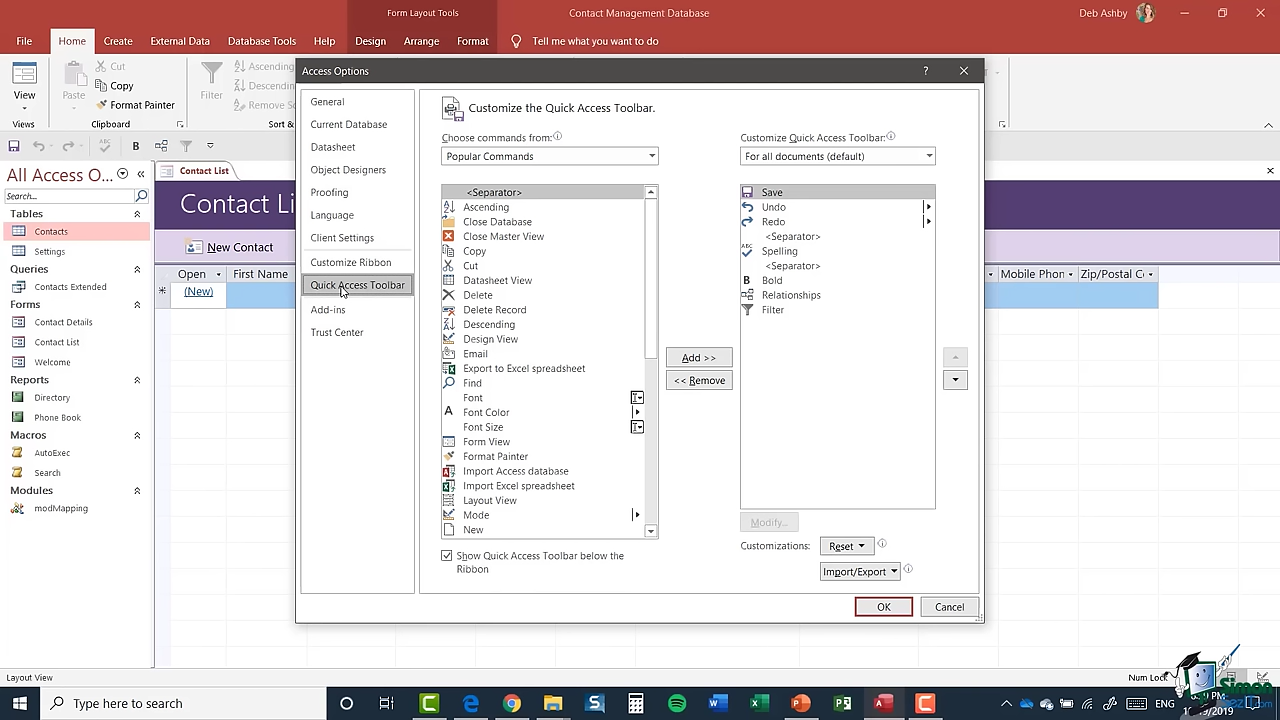 Form Layout Tools
Contact Management Database
Deb Ashby
File
Home
Create
External Data
Database Tools
Help
Design
Arrange
Format
Tell me what you want to do
View
Views
Paste
Cut
Copy
Format Painter
Clipboard
Filter
Ascending
Descending
Remove So
Sort &
All Access O...
Search...
Tables
Contacts
Settings
Queries
Contacts Extended
Forms
Contact Details
Contact List
Welcome
Reports
Directory
Phone Book
Macros
AutoExec
Search
Modules
modMapping
Contact List
Contact Li
New Contact
Open
First Name
Mobile Phon
Zip/Postal C
(New)
Access Options
?
General
Current Database
Datasheet
Object Designers
Proofing
Language
Client Settings
Customize Ribbon
Quick Access Toolbar
Add-ins
Trust Center
Customize the Quick Access Toolbar.
Choose commands from:
Popular Commands
<Separator>
Ascending
Close Database
Close Master View
Copy
Cut
Datasheet View
Delete
Delete Record
Descending
Design View
Email
Export to Excel spreadsheet
Find
Font
Font Color
Font Size
Form View
Format Painter
Import Access database
Import Excel spreadsheet
Layout View
Mode
New
Show Quick Access Toolbar below the
Ribbon
Add >>
<< Remove
Customize Quick Access Toolbar:
For all documents (default)
Save
Undo
Redo
<Separator>
Spelling
<Separator>
Bold
Relationships
Filter
Modify...
Customizations:
Reset
Import/Export
OK
Cancel
Layout View
Num Lock
Type here to search